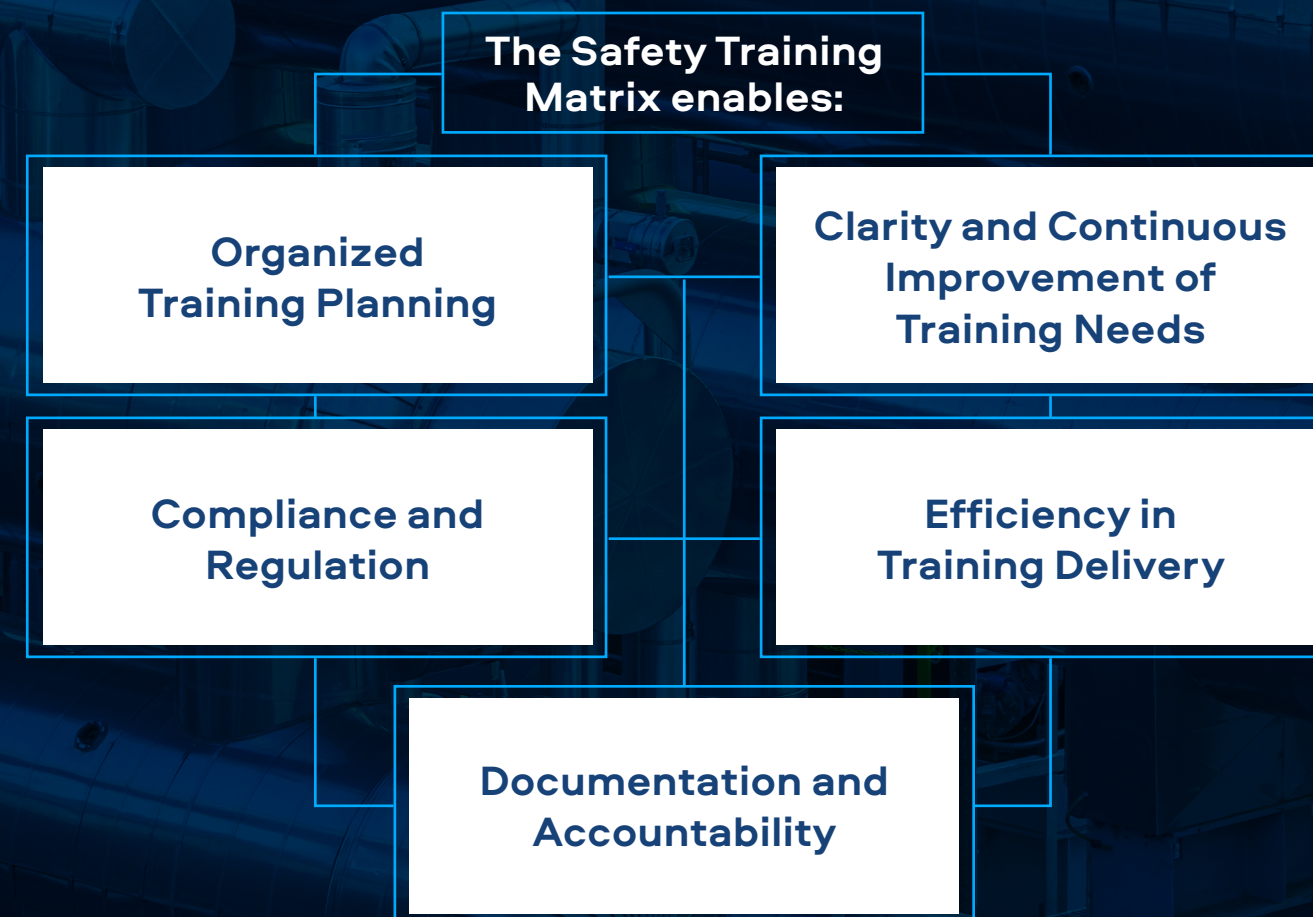 The Safety Training
Matrix enables:
Organized
Training Planning
Clarity and Continuous
Improvement of
Training Needs
Compliance and
Regulation
Efficiency in
Training Delivery
Documentation and
Accountability